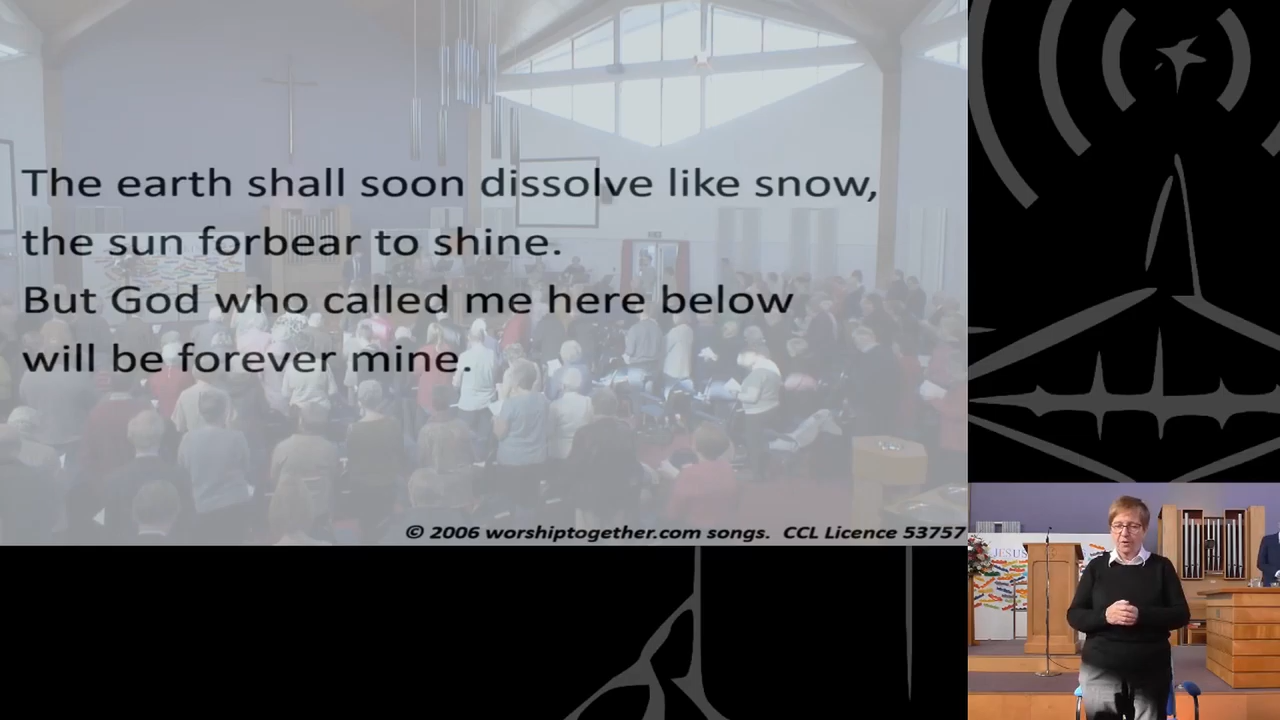 The earth shall soon dissolve like snow,
the sun forbear to shine.
But God who called me here below
will be forever mine.
© 2006 worshiptogether.com songs.  CCL Licence 53757
JESUS